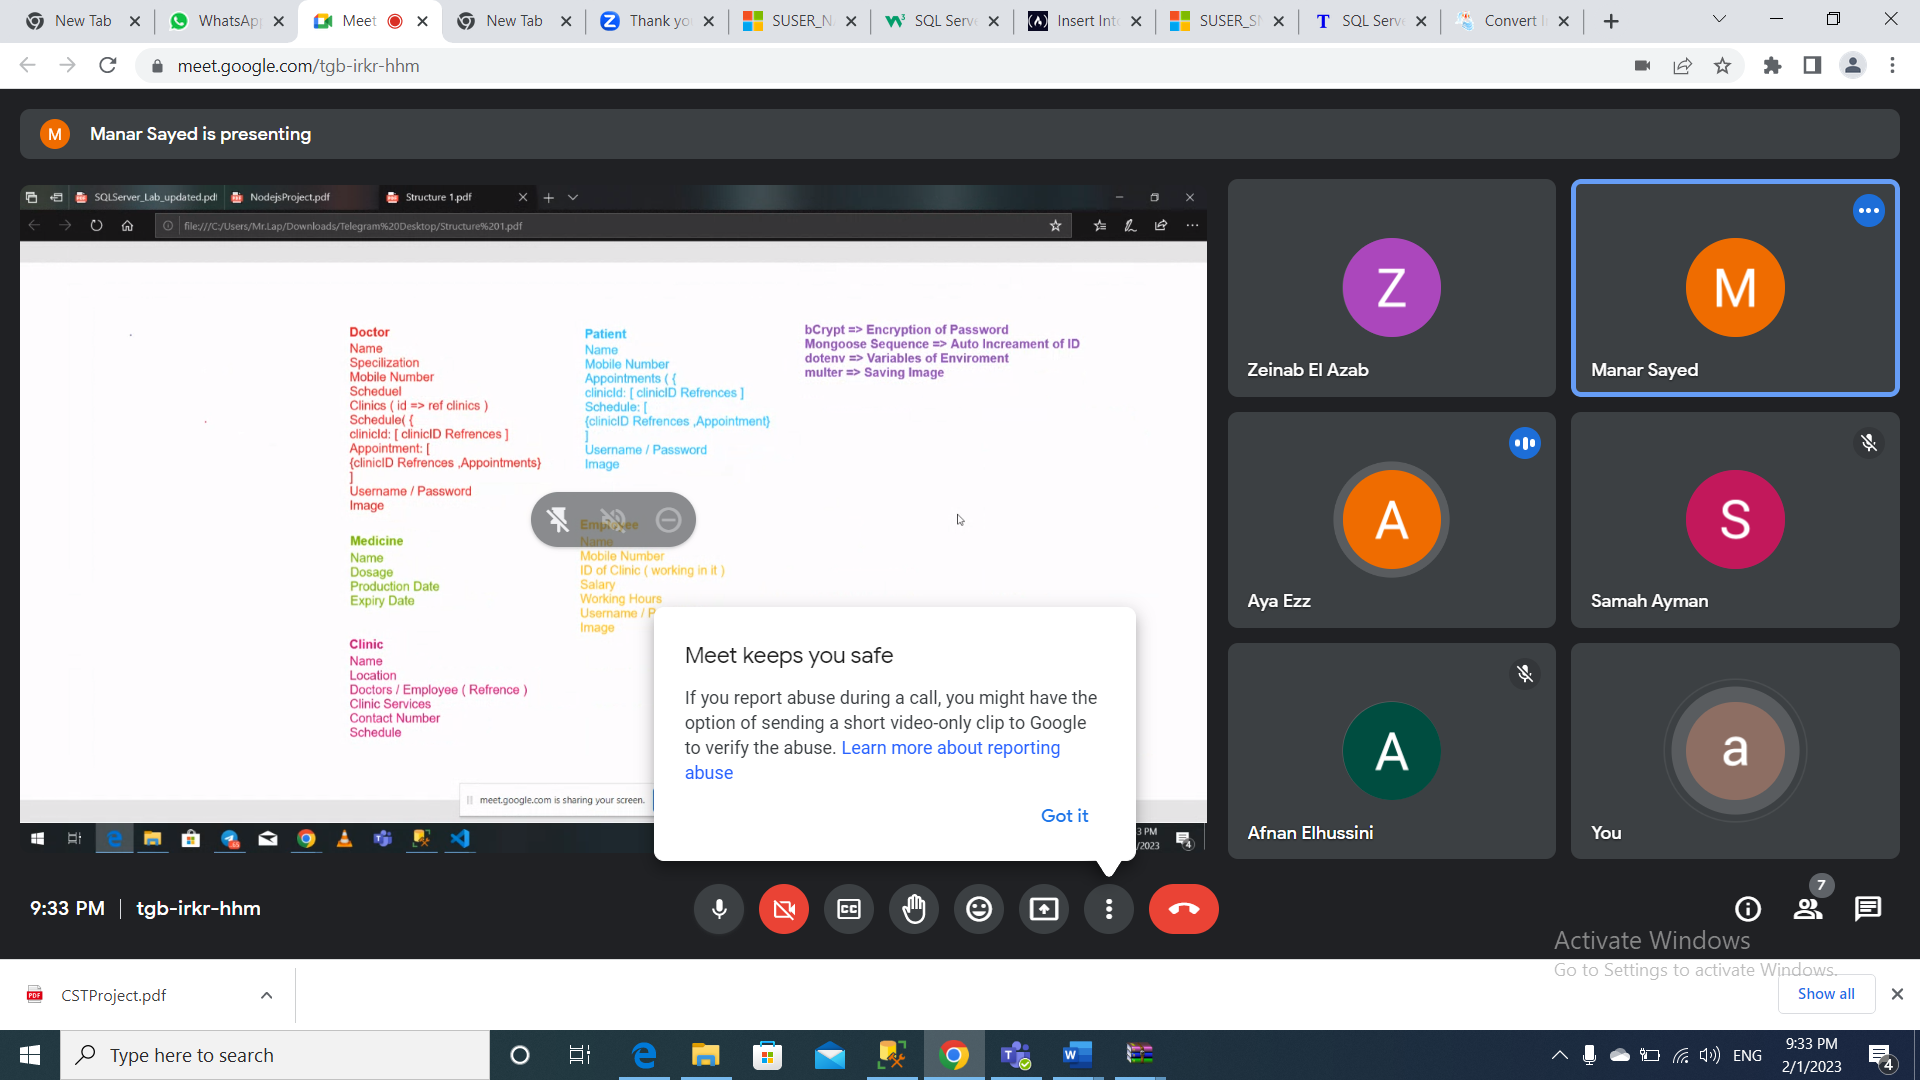 New Tab
WhatsApp
Meet
New Tab
Thank yo
SUSER_N
SQL Serve
Insert Int
SUSER_SN
SQL Serve
Convert I
meet.google.com/tgb-irkr-hhm
M
Manar Sayed is presenting
SQLServer_Lab_updated.pdf
NodejsProject.pdf
Structure 1.pdf
file:///C:/Users/Mr.Lap/Downloads/Telegram%20Desktop/Structure%201.pdf
Doctor
Name
Specilization
Mobile Number
Scheduel
Clinics ( id => ref clinics )
Schedule( {
clinicId: [ clinicID Refrences ]
Appointment: [
{clinicID Refrences ,Appointments}
]
Username / Password
Image
Patient
Name
Mobile Number
Appointments ( {
clinicId: [ clinicID Refrences ]
Schedule: [
{clinicID Refrences ,Appointment}
]
Username / Password
Image
bCrypt => Encryption of Password
Mongoose Sequence => Auto Increament of ID
dotenv => Variables of Enviroment
multer => Saving Image
Medicine
Name
Dosage
Production Date
Expiry Date
Employee
Name
Mobile Number
ID of Clinic ( working in it )
Salary
Working Hours
Username / P
Image
Clinic
Name
Location
Doctors / Employee ( Refrence )
Clinic Services
Contact Number
Schedule
meet.google.com is sharing your screen.
3 PM
/2023
4
Meet keeps you safe
If you report abuse during a call, you might have the
option of sending a short video-only clip to Google
to verify the abuse. Learn more about reporting
abuse
Got it
Z
Zeinab El Azab
M
Manar Sayed
A
Aya Ezz
S
Samah Ayman
A
Afnan Elhussini
a
You
9:33 PM | tgb-irkr-hhm
CC
7
Activate Windows
Go to Settings to activate Windows.
PDF
CSTProject.pdf
Show all
Type here to search
ENG
9:33 PM
2/1/2023
4